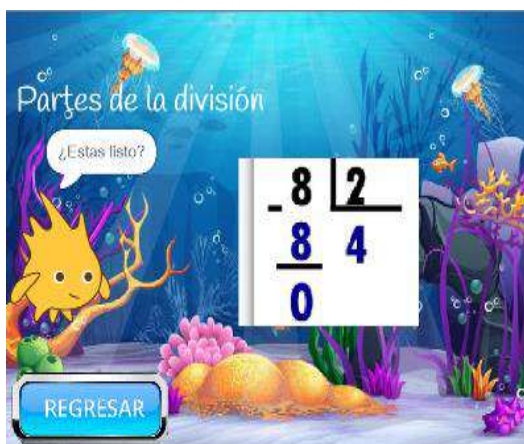 Partes de la división
¿Estas listo?
- 8 2
8 4
0
REGRESAR